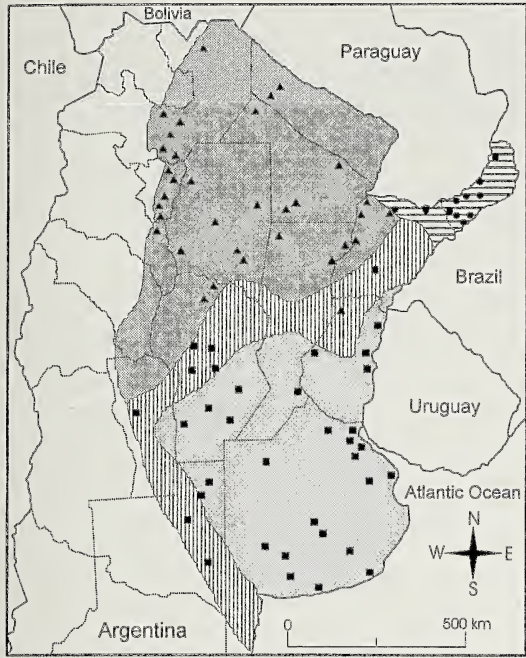 Bolivia
Chile
Paraguay
Brazil
Uruguay
Atlantic Ocean
N
W E
S
Argentina
0 500 km